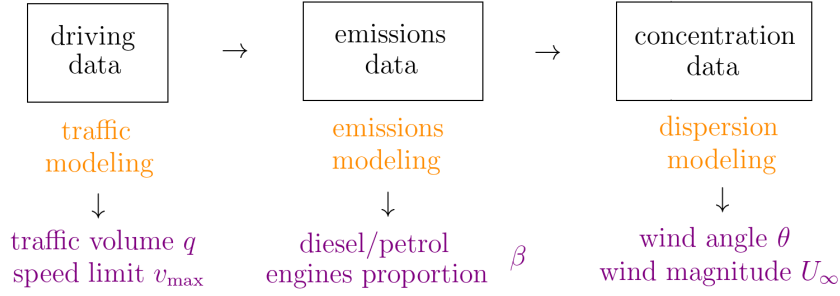 driving
data
→
emissions
data
→
concentration
data
traffic
modeling
emissions
modeling
dispersion
modeling
↓
↓
↓
traffic volume q
speed limit v_max
diesel/petrol
engines proportion β
wind angle θ
wind magnitude U_∞